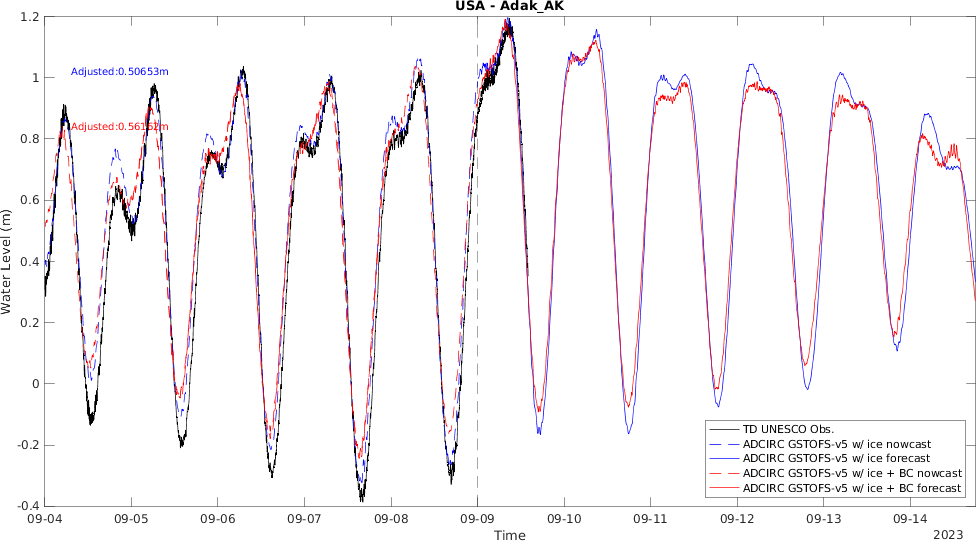 USA - Adak_AK
1.2
1
0.8
0.6
0.4
0.2
0
-0.2
-0.4
Water Level (m)
Adjusted:0.50653m
Adjusted:0.56152m
TD UNESCO Obs.
ADCIRC GSTOFS-v5 w/ ice nowcast
ADCIRC GSTOFS-v5 w/ ice forecast
ADCIRC GSTOFS-v5 w/ ice + BC nowcast
ADCIRC GSTOFS-v5 w/ ice + BC forecast
09-04 09-05 09-06 09-07 09-08 09-09 09-10 09-11 09-12 09-13 09-14
Time
2023